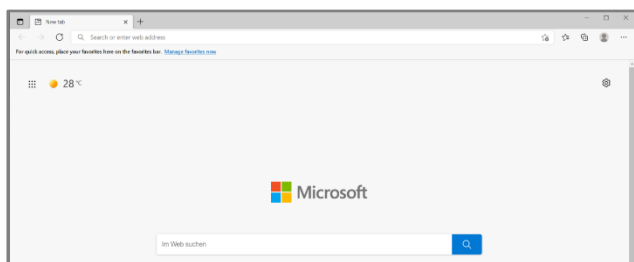 New tab
Search or enter web address
For quick access, place your favorites here on the favorites bar. Manage favorites now
28 °C
Microsoft
Im Web suchen